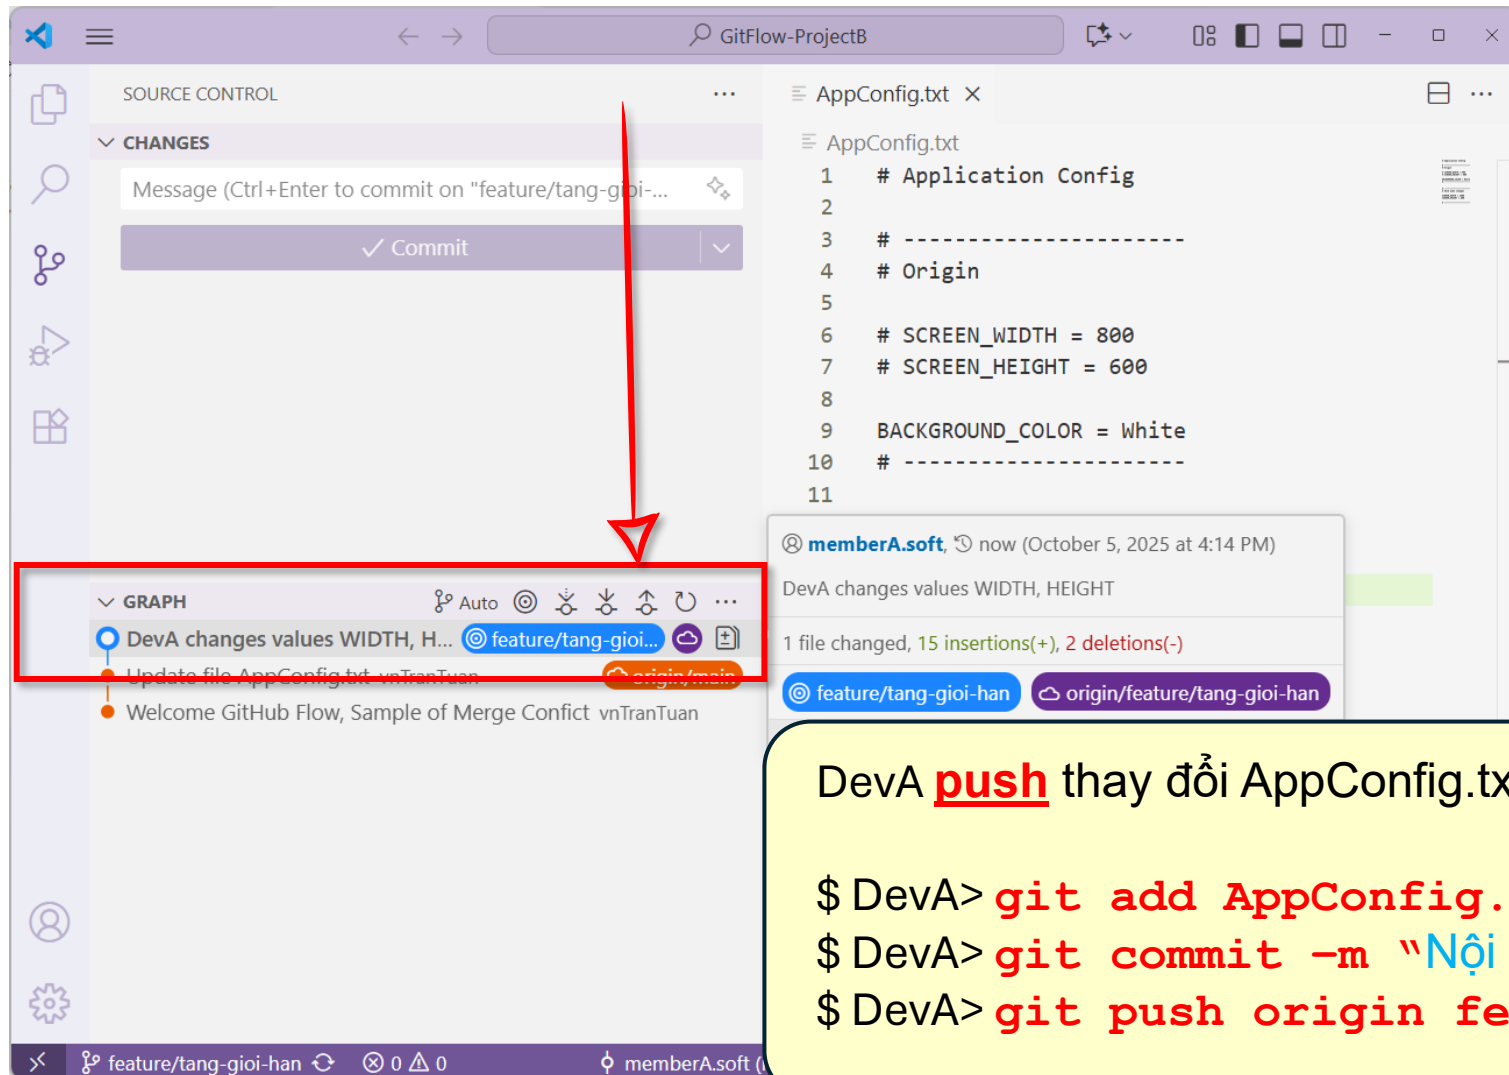 GitFlow-ProjectB
SOURCE CONTROL
CHANGES
Message (Ctrl+Enter to commit on "feature/tang-gioi-...
Commit
GRAPH
Auto
DevA changes values WIDTH, H... feature/tang-gioi...
Update file AppConfig.txt vnTranTuan origin/main
Welcome GitHub Flow, Sample of Merge Confict vnTranTuan
AppConfig.txt
AppConfig.txt
1 # Application Config
2
3 # ----------------------
4 # Origin
5
6 # SCREEN_WIDTH = 800
7 # SCREEN_HEIGHT = 600
8
9 BACKGROUND_COLOR = White
10 # ----------------------
11
memberA.soft, now (October 5, 2025 at 4:14 PM)
DevA changes values WIDTH, HEIGHT
1 file changed, 15 insertions(+), 2 deletions(-)
feature/tang-gioi-han origin/feature/tang-gioi-han
DevA push thay đổi AppConfig.tx
$ DevA> git add AppConfig.
$ DevA> git commit –m “Nội
$ DevA> git push origin fe
feature/tang-gioi-han 0 0 memberA.soft (